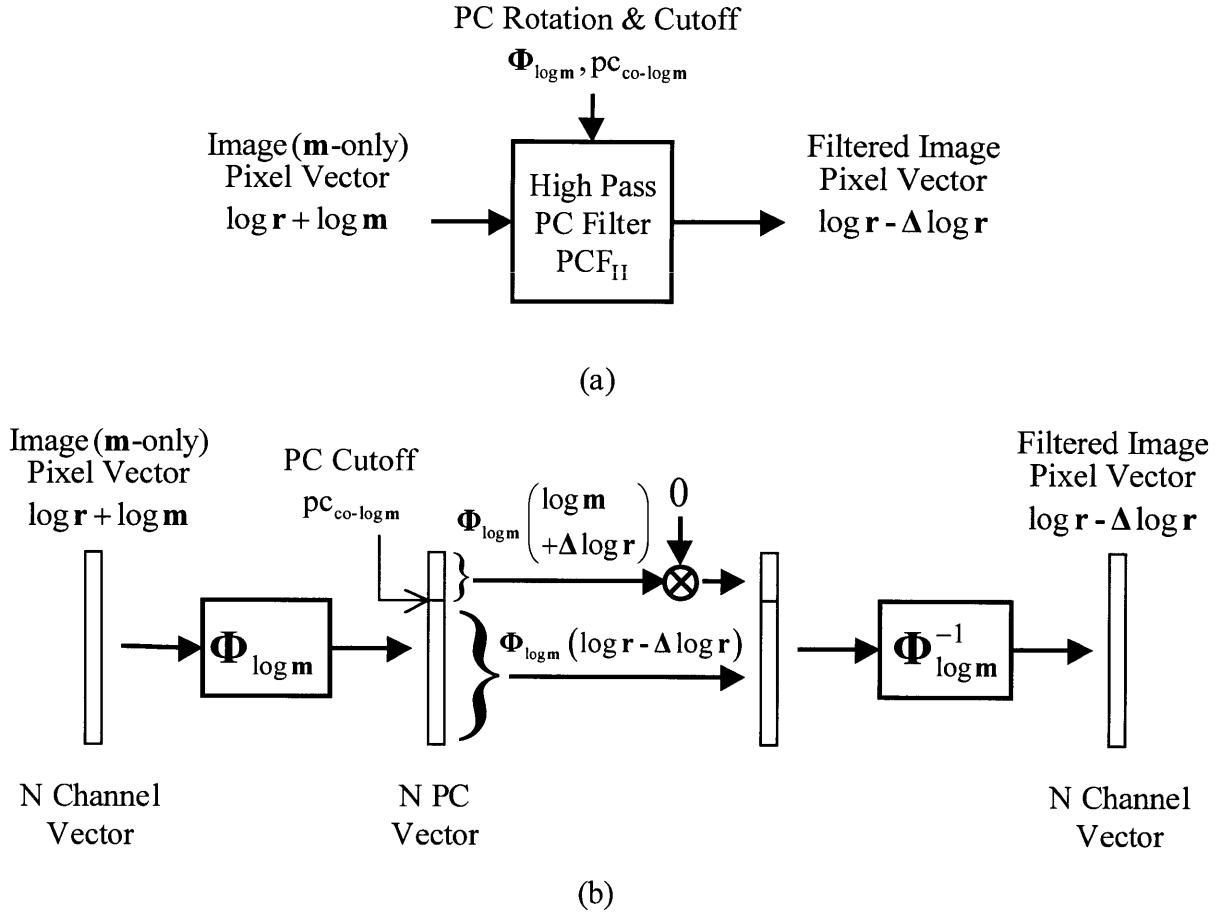 PC Rotation & Cutoff
Φ_log m , pc_co-log m
Image (m-only)
Pixel Vector
log r + log m
High Pass
PC Filter
PCF_II
Filtered Image
Pixel Vector
log r - Δ log r
(a)
Image (m-only)
Pixel Vector
log r + log m
PC Cutoff
pc_co-log m
Φ_log m ( log m
+Δ log r )
0
Filtered Image
Pixel Vector
log r - Δ log r
Φ_log m
Φ_log m (log r - Δ log r)
Φ^-1_log m
N Channel
Vector
N PC
Vector
N Channel
Vector
(b)